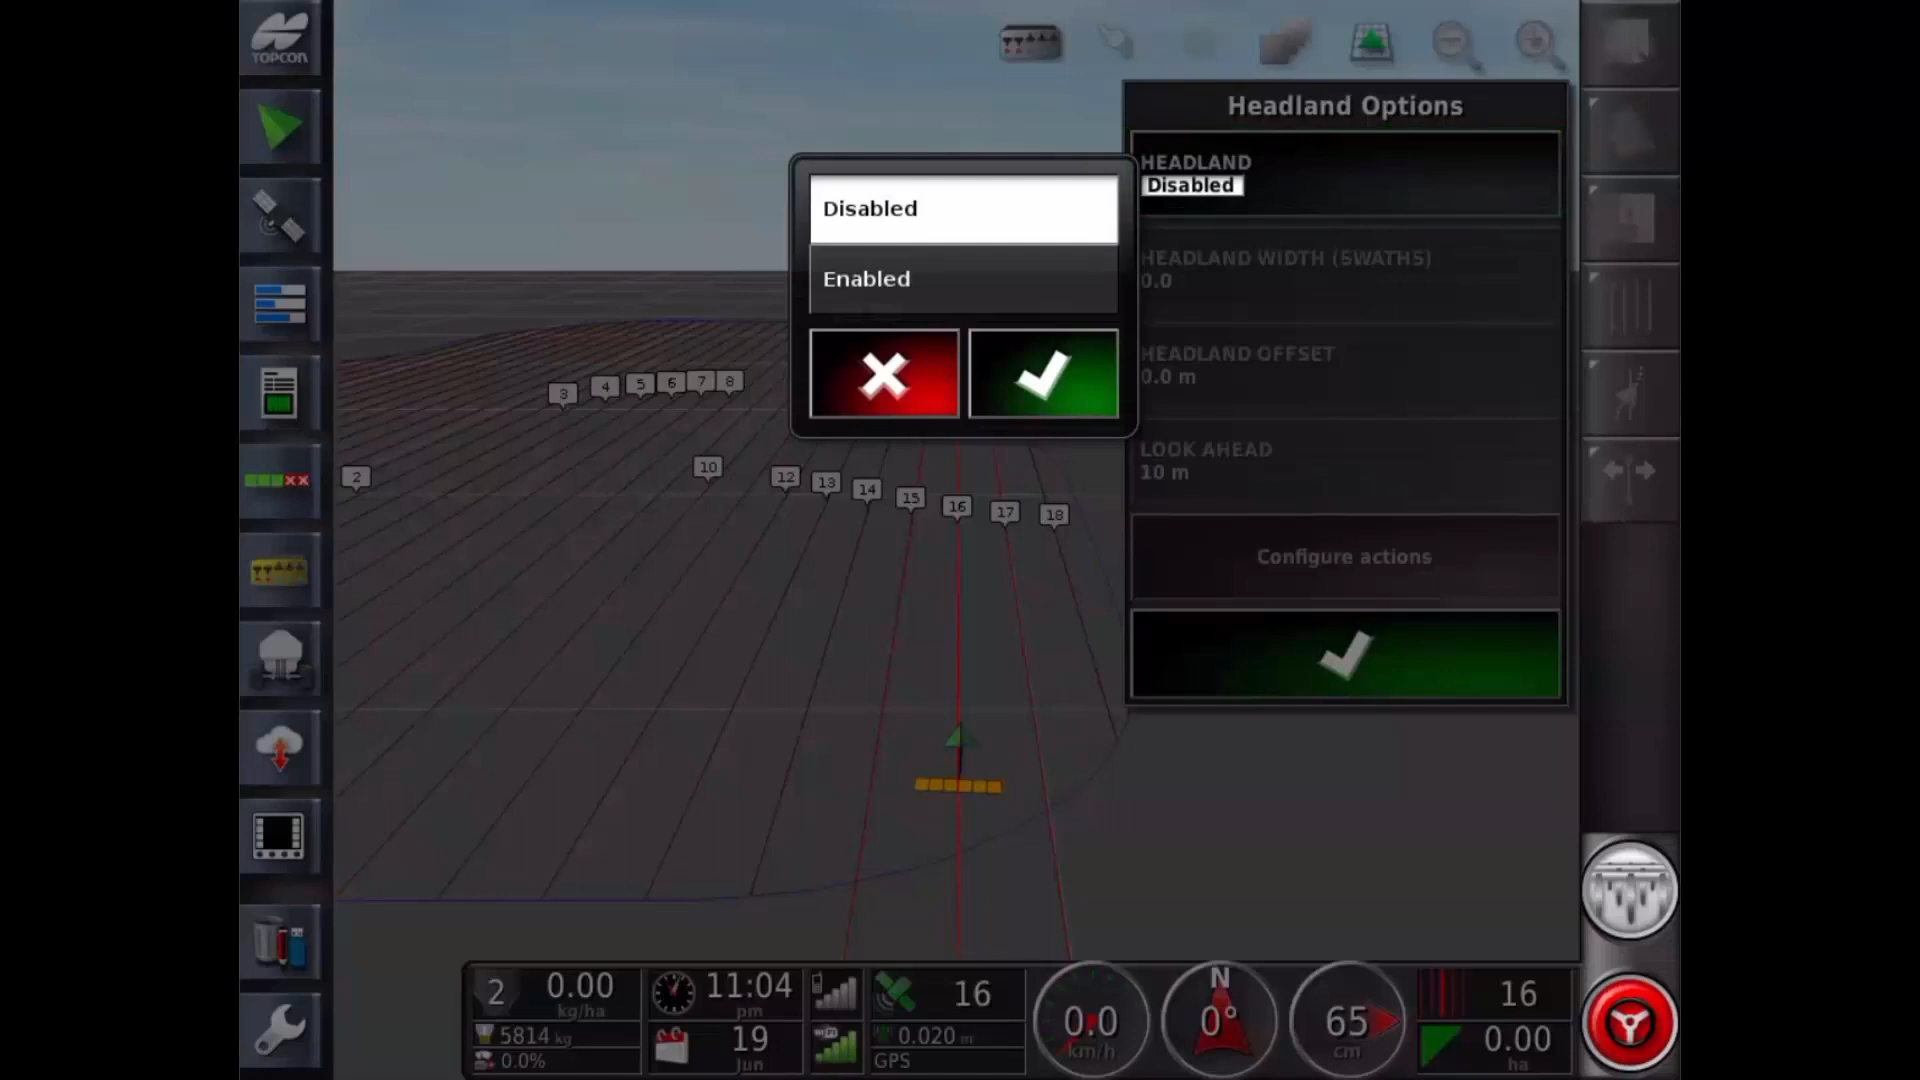 TOPCON
Headland Options
HEADLAND
Disabled
Disabled
Enabled
HEADLAND WIDTH (SWATHS)
0.0
HEADLAND OFFSET
0.0 m
LOOK AHEAD
10 m
Configure actions
3
4
5
6
7
8
2
10
12
13
14
15
16
17
18
2
0.00
kg/ha
5814 kg
0.0%
11:04
pm
19
Jun
WiFi
16
0.020 m
GPS
0.0
km/h
N
0°
65
cm
16
0.00
ha